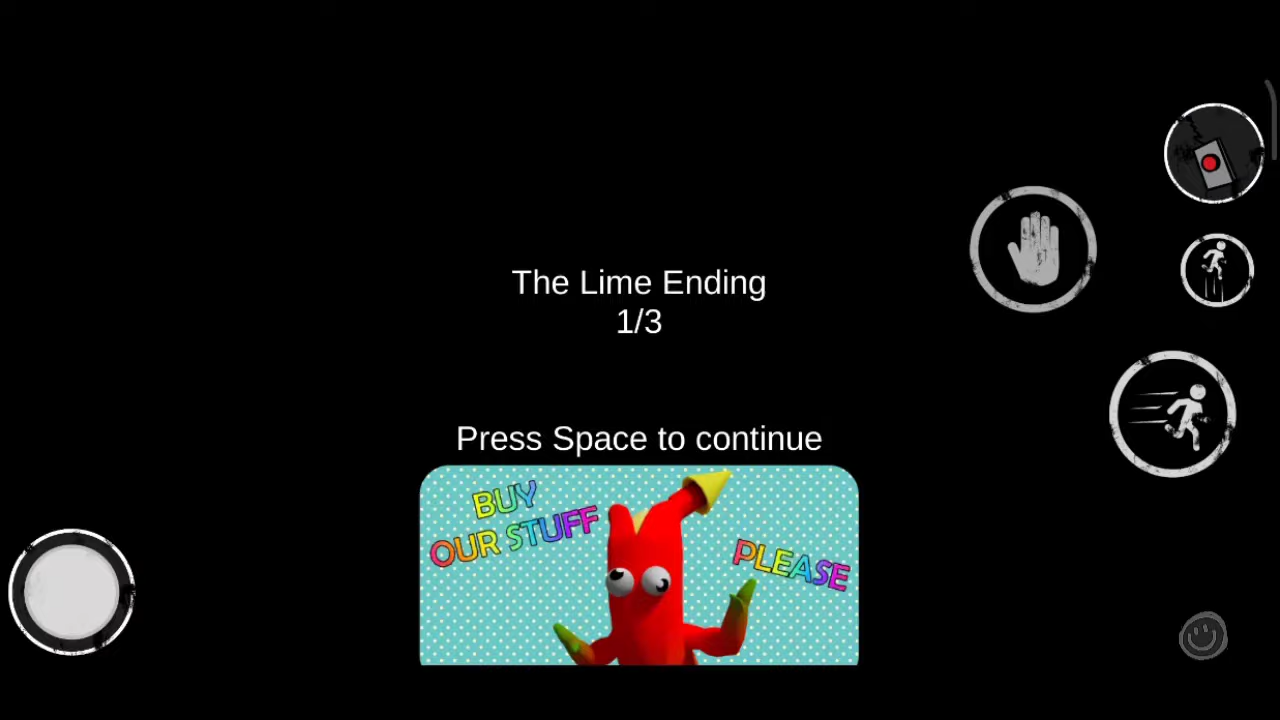 The Lime Ending
1/3
Press Space to continue
BUY
OUR STUFF
PLEASE